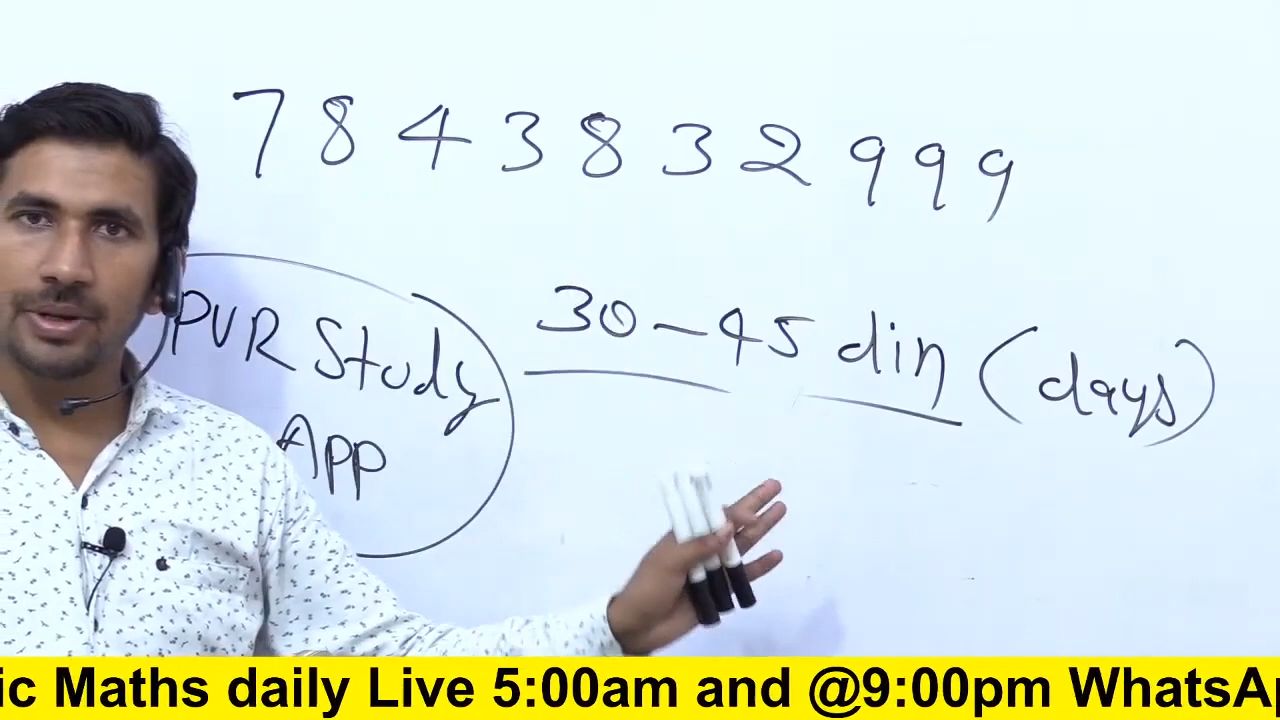 7843832999
PVR Study
App
30-45 din (days)
ic Maths daily Live 5:00am and @9:00pm WhatsAp